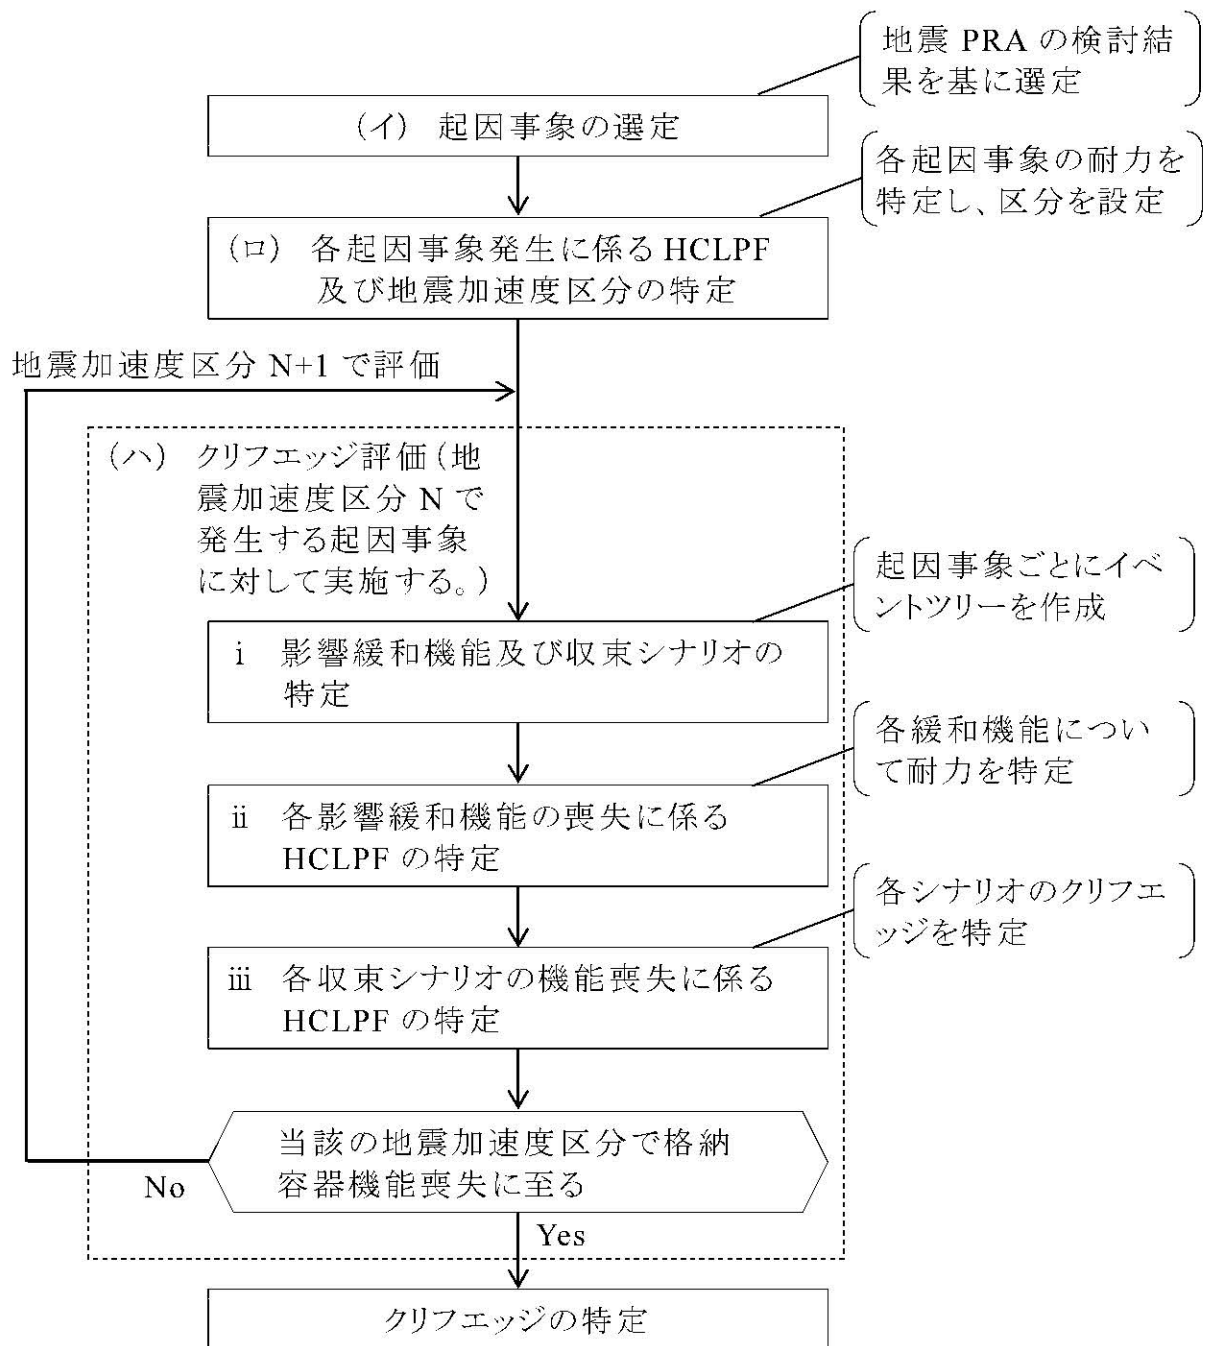 地震 PRA の検討結
果を基に選定
(イ) 起因事象の選定
各起因事象の耐力を
特定し、区分を設定
(ロ) 各起因事象発生に係る HCLPF
及び地震加速度区分の特定
地震加速度区分 N+1 で評価
(ハ) クリフエッジ評価(地
震加速度区分 N で
発生する起因事象
に対して実施する。)
起因事象ごとにイベ
ントツリーを作成
ⅰ 影響緩和機能及び収束シナリオの
特定
各緩和機能につい
て耐力を特定
ⅱ 各影響緩和機能の喪失に係る
HCLPF の特定
各シナリオのクリフエ
ッジを特定
ⅲ 各収束シナリオの機能喪失に係る
HCLPF の特定
当該の地震加速度区分で格納
容器機能喪失に至る
No
Yes
クリフエッジの特定